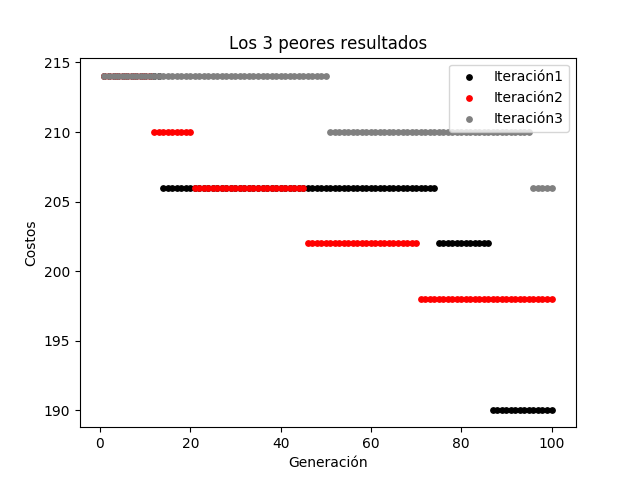 Los 3 peores resultados
215
210
205
200
195
190
Costos
Iteración1
Iteración2
Iteración3
0 20 40 60 80 100
Generación